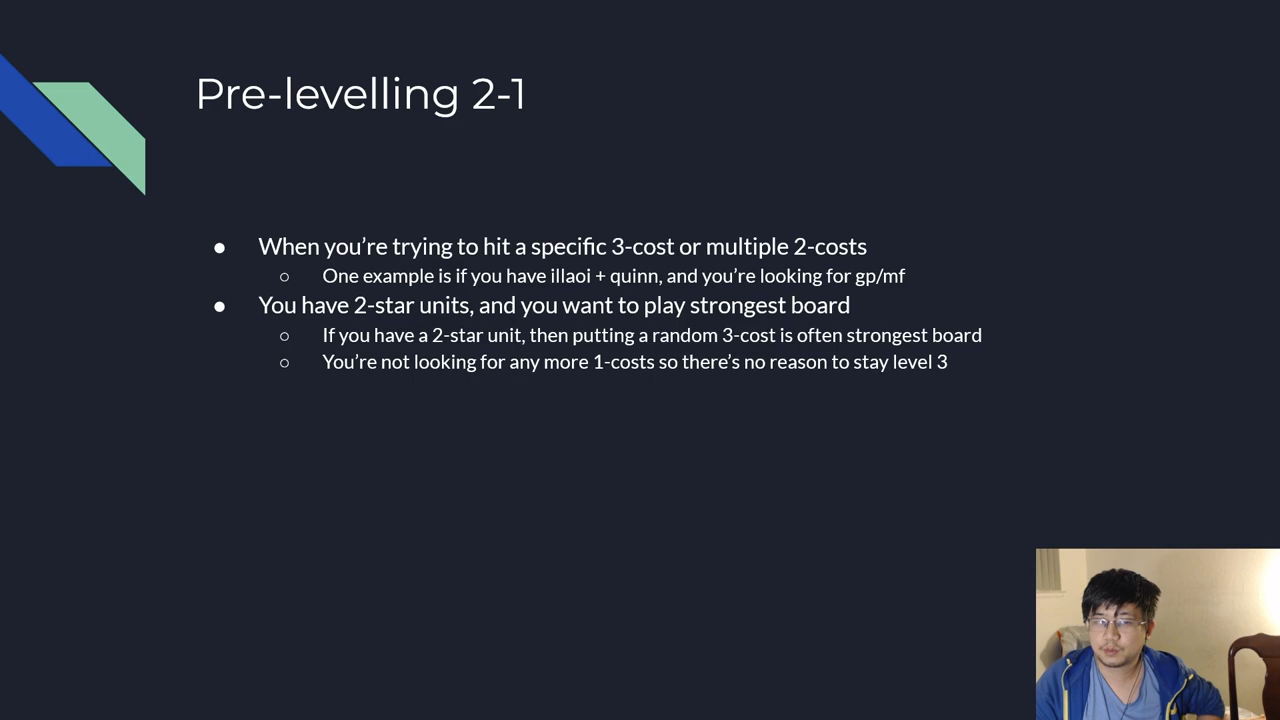 Pre-levelling 2-1
● When you're trying to hit a specific 3-cost or multiple 2-costs
○ One example is if you have illaoi + quinn, and you're looking for gp/mf
● You have 2-star units, and you want to play strongest board
○ If you have a 2-star unit, then putting a random 3-cost is often strongest board
○ You're not looking for any more 1-costs so there's no reason to stay level 3